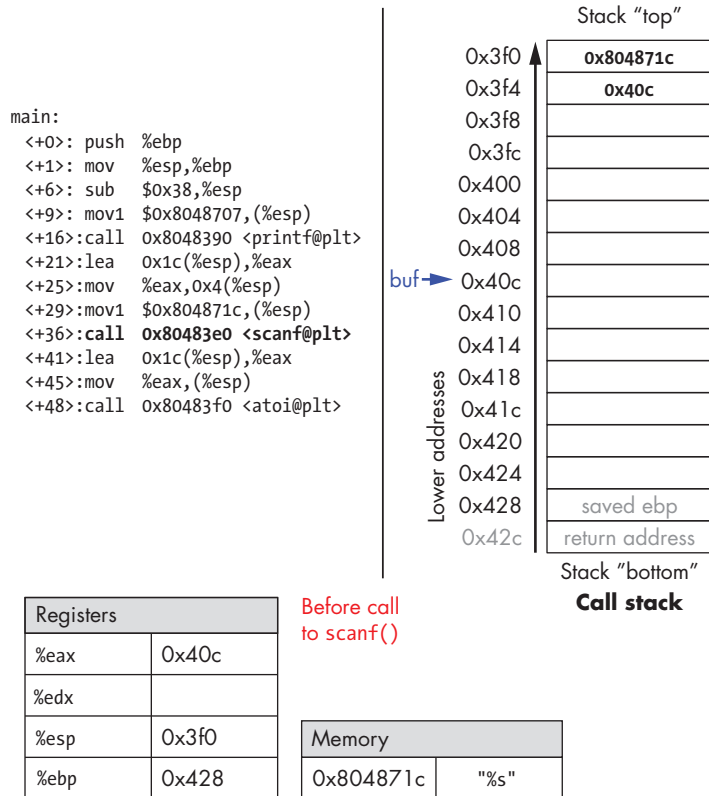 main:
<+0>: push %ebp
<+1>: mov %esp,%ebp
<+6>: sub $0x38,%esp
<+9>: mov1 $0x8048707,(%esp)
<+16>:call 0x8048390 <printf@plt>
<+21>:lea 0x1c(%esp),%eax
<+25>:mov %eax,0x4(%esp)
<+29>:mov1 $0x804871c,(%esp)
<+36>:call 0x80483e0 <scanf@plt>
<+41>:lea 0x1c(%esp),%eax
<+45>:mov %eax,(%esp)
<+48>:call 0x80483f0 <atoi@plt>
Stack "top"
0x3f0 0x804871c
0x3f4 0x40c
0x3f8
0x3fc
0x400
0x404
0x408
buf 0x40c
0x410
0x414
0x418
0x41c
0x420
0x424
0x428 saved ebp
0x42c return address
Lower addresses
Stack "bottom"
Call stack
Before call
to scanf()
Registers
%eax 0x40c
%edx
%esp 0x3f0
%ebp 0x428
Memory
0x804871c "%s"